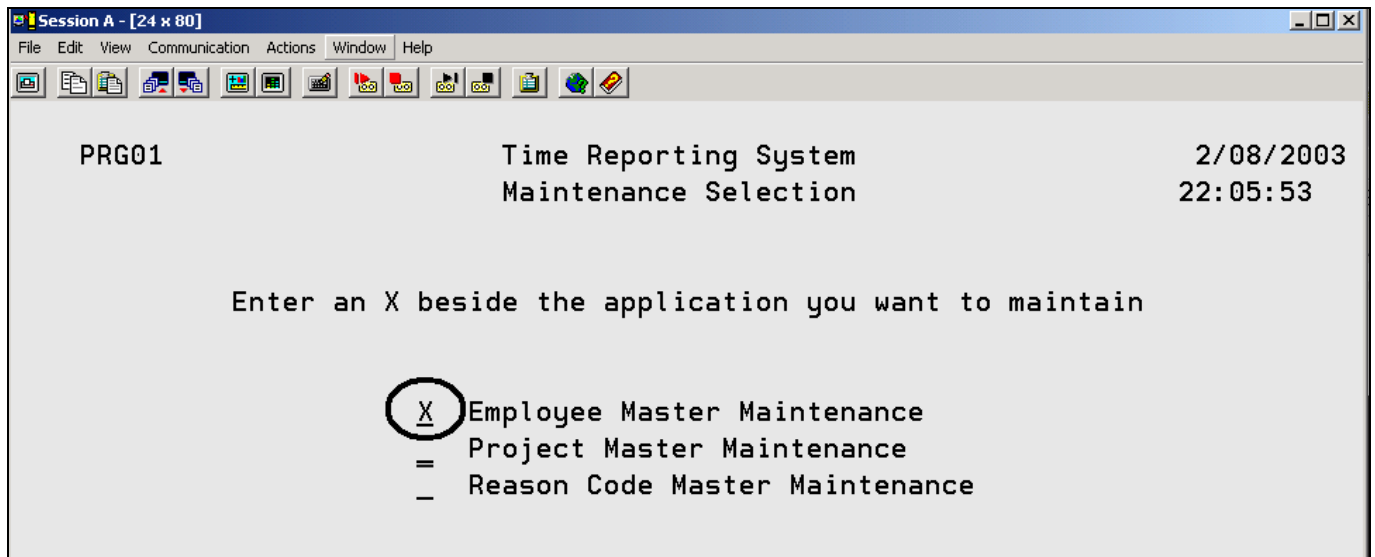 Session A - [24 x 80]
File Edit View Communication Actions Window Help
PRG01 Time Reporting System 2/08/2003
Maintenance Selection 22:05:53
Enter an X beside the application you want to maintain
X Employee Master Maintenance
_ Project Master Maintenance
_ Reason Code Master Maintenance